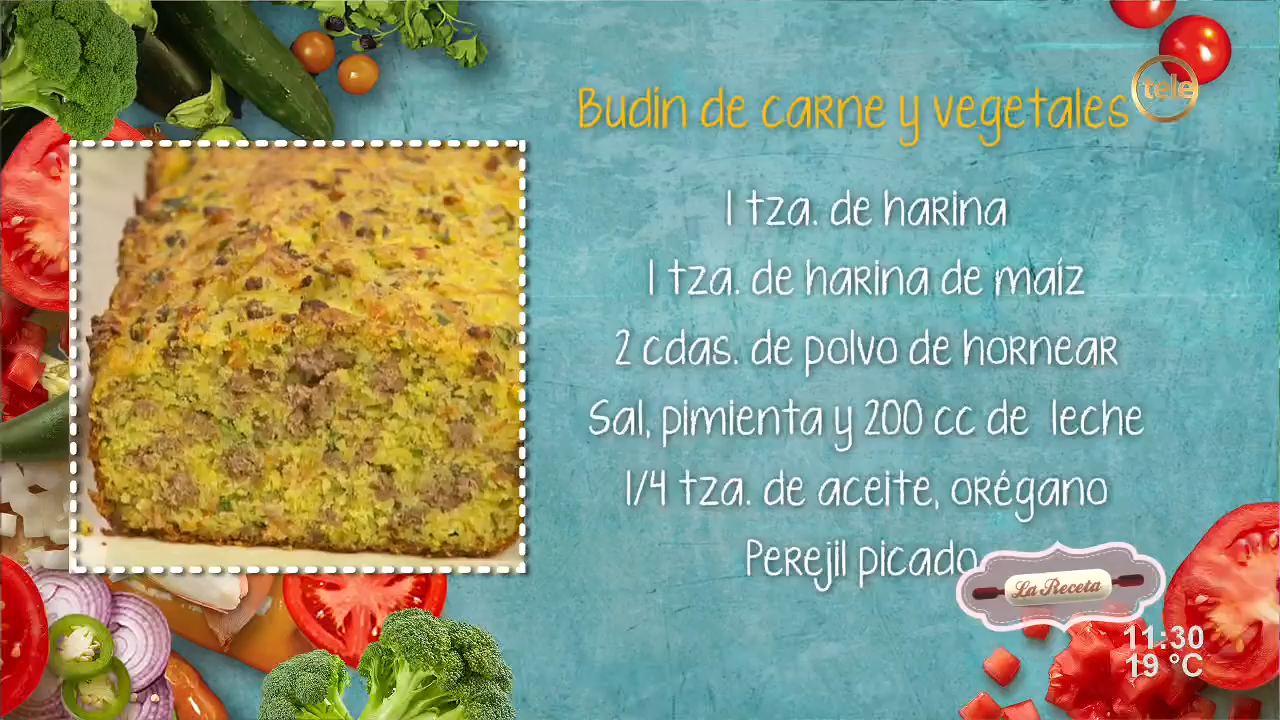 Budin de carne y vegetales
tele
1 tza. de harina
1 tza. de harina de maíz
2 cdas. de polvo de hornear
Sal, pimienta y 200 cc de leche
1/4 tza. de aceite, orégano
Perejil picado
La Receta
11:30
19 °C